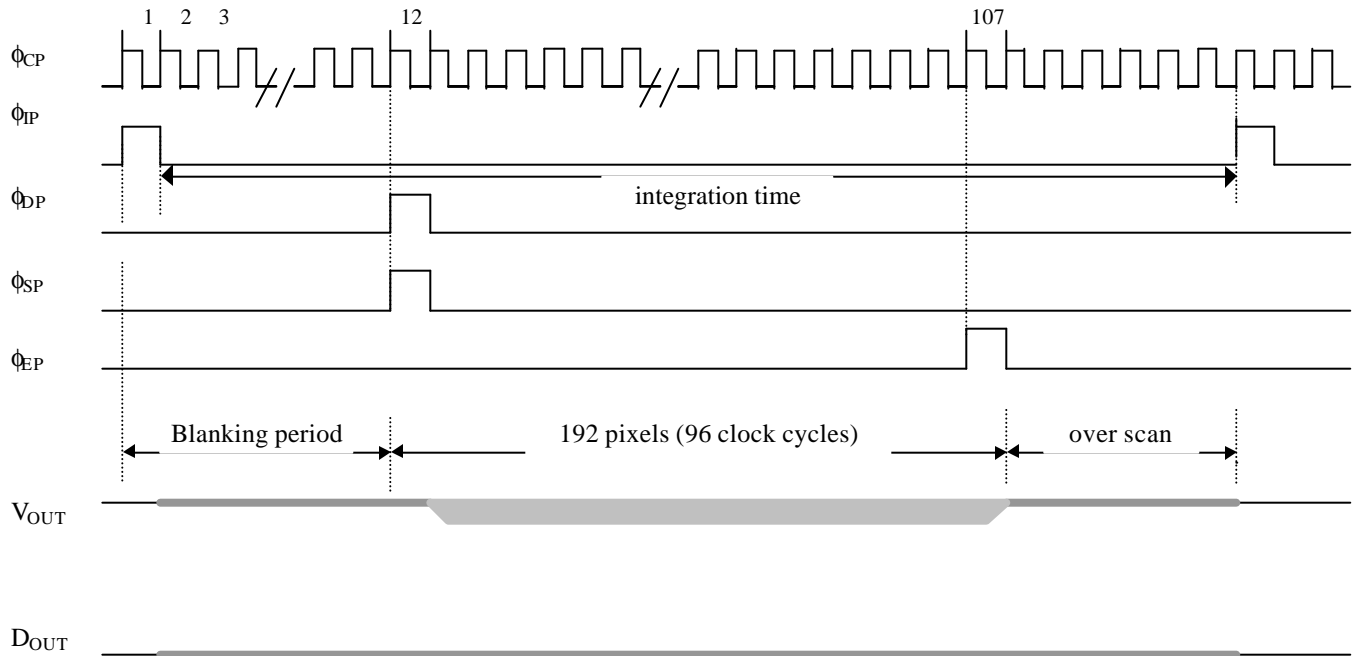 1 2 3 12 107
ϕCP
ϕIP
integration time
ϕDP
ϕSP
ϕEP
Blanking period 192 pixels (96 clock cycles) over scan
VOUT
DOUT